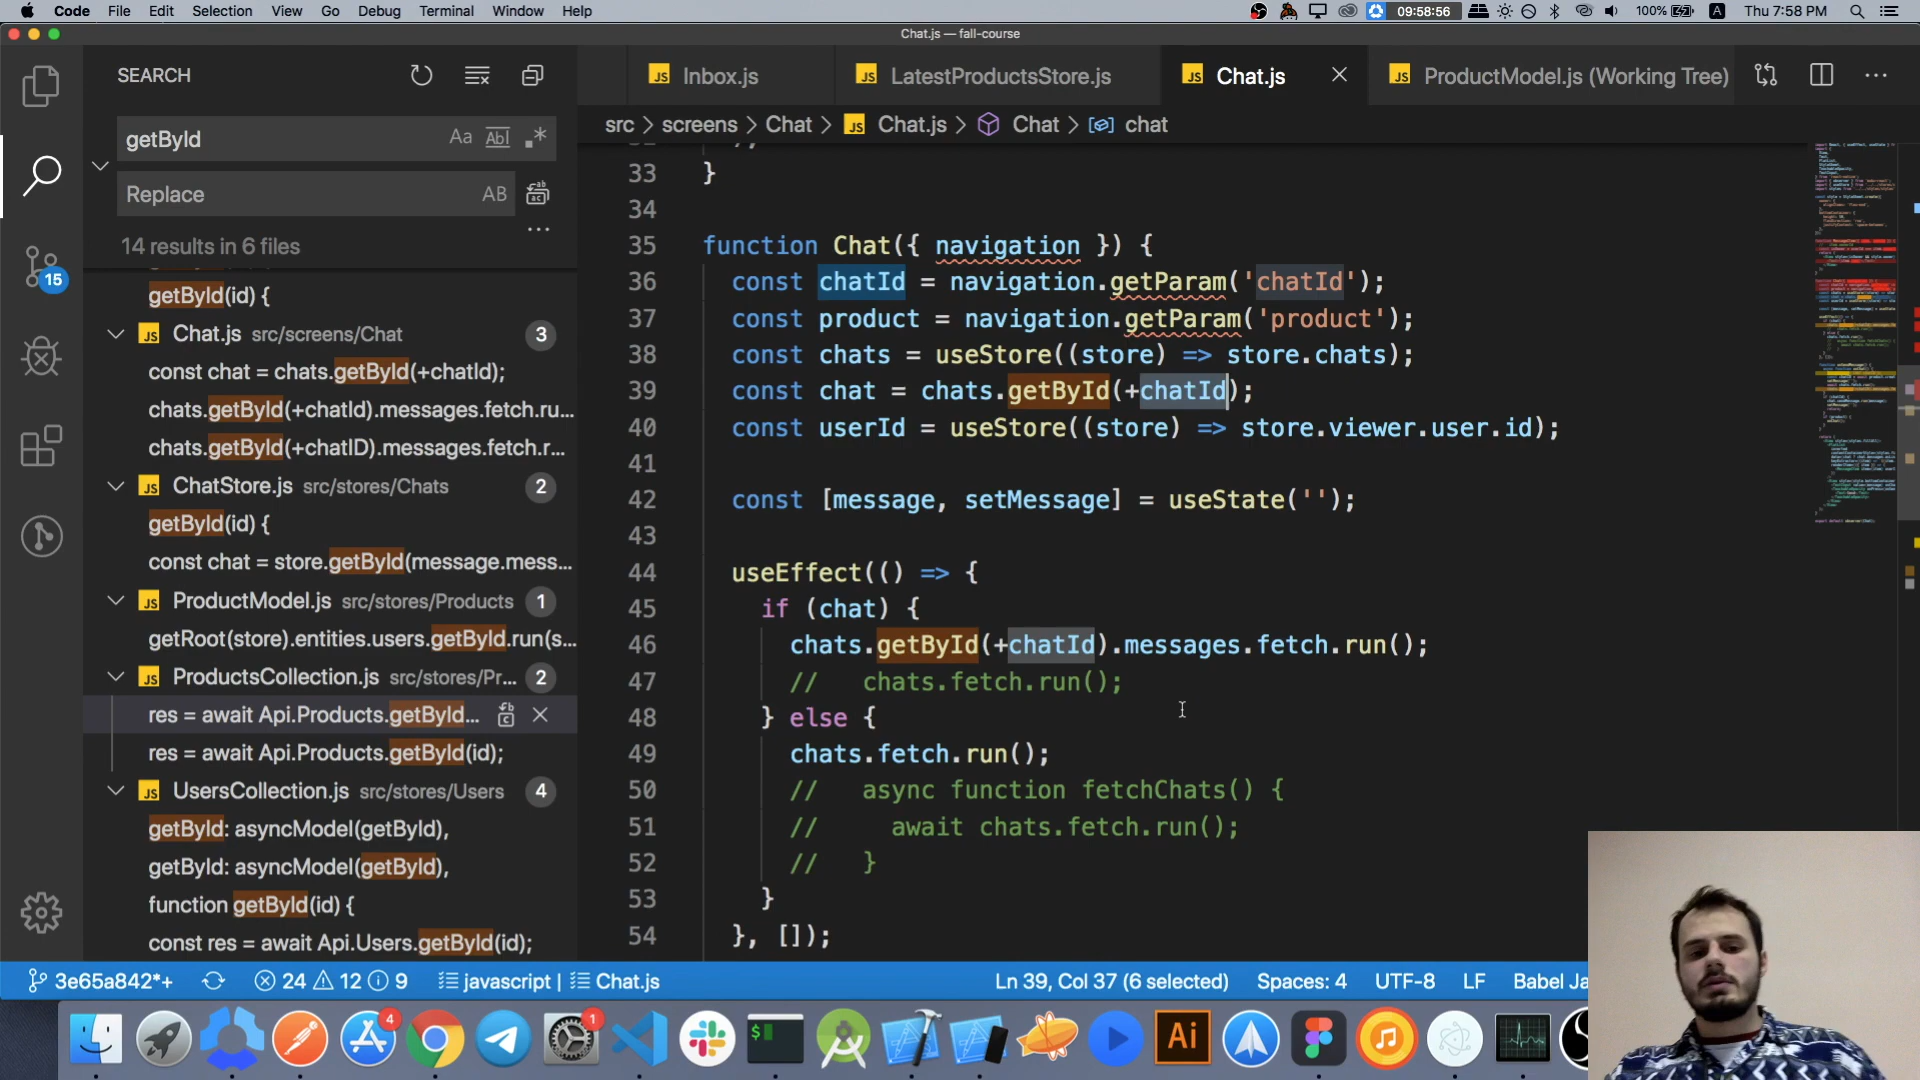 Code File Edit Selection View Go Debug Terminal Window Help 09:58:56 100% A Thu 7:58 PM
Chat.js — fall-course
SEARCH
JS Inbox.js JS LatestProductsStore.js JS Chat.js JS ProductModel.js (Working Tree)
src > screens > Chat > JS Chat.js > Chat > chat
getById Aa Abl
Replace AB
14 results in 6 files
getById(id) {
Chat.js src/screens/Chat 3
const chat = chats.getById(+chatId);
chats.getById(+chatId).messages.fetch.ru...
chats.getById(+chatID).messages.fetch.r...
ChatStore.js src/stores/Chats 2
getById(id) {
const chat = store.getById(message.mess...
ProductModel.js src/stores/Products 1
getRoot(store).entities.users.getById.run(s...
ProductsCollection.js src/stores/Pr... 2
res = await Api.Products.getById...
res = await Api.Products.getById(id);
UsersCollection.js src/stores/Users 4
getById: asyncModel(getById),
getById: asyncModel(getById),
function getById(id) {
const res = await Api.Users.getById(id);
15
33 }
34
35 function Chat({ navigation }) {
36 const chatId = navigation.getParam('chatId');
37 const product = navigation.getParam('product');
38 const chats = useStore((store) => store.chats);
39 const chat = chats.getById(+chatId);
40 const userId = useStore((store) => store.viewer.user.id);
41
42 const [message, setMessage] = useState('');
43
44 useEffect(() => {
45 if (chat) {
46 chats.getById(+chatId).messages.fetch.run();
47 // chats.fetch.run();
48 } else {
49 chats.fetch.run();
50 // async function fetchChats() {
51 // await chats.fetch.run();
52 // }
53 }
54 }, []);
3e65a842*+ 24 12 9 javascript | Chat.js Ln 39, Col 37 (6 selected) Spaces: 4 UTF-8 LF Babel Ja
4 1 $ Ai